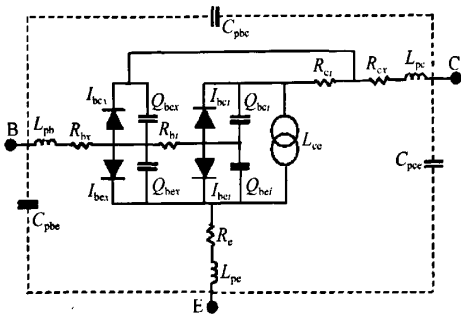 C_pbc
L_pc
C
R_ci
R_cx
I_bcx
Q_bcx
I_bci
Q_bci
B
L_pb
R_bx
R_bi
I_ce
C_pce
I_bex
Q_bex
I_bei
Q_bei
C_pbe
R_e
L_pe
E